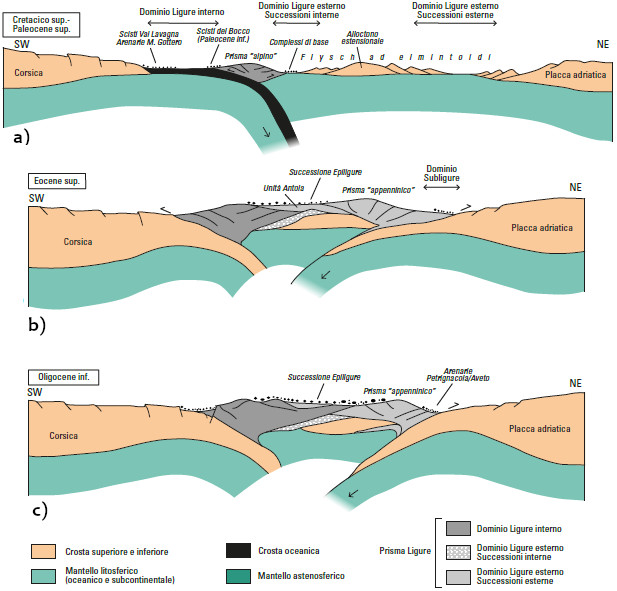 Cretacico sup.-
Paleocene sup.
Dominio Ligure interno
Dominio Ligure esterno
Successioni interne
Dominio Ligure esterno
Successioni esterne
SW
Scisti Val Lavagna
Arenarie M. Gottero
Scisti del Bocco
(Paleocene inf.)
Prisma "alpino"
Complessi di base
Alloctono
estensionale
Flysch ad elmintoidi
NE
Corsica
Placca adriatica
a)
Eocene sup.
SW
Successione Epiligure
Unità Antola
Prisma "appenninico"
Dominio
Subligure
NE
Corsica
Placca adriatica
b)
Oligocene inf.
SW
Successione Epiligure
Prisma "appenninico"
Arenarie
Petrignacola/Aveto
NE
Corsica
Placca adriatica
c)
Crosta superiore e inferiore
Mantello litosferico
(oceanico e subcontinentale)
Crosta oceanica
Mantello astenosferico
Prisma Ligure
Dominio Ligure interno
Dominio Ligure esterno
Successioni interne
Dominio Ligure esterno
Successioni esterne